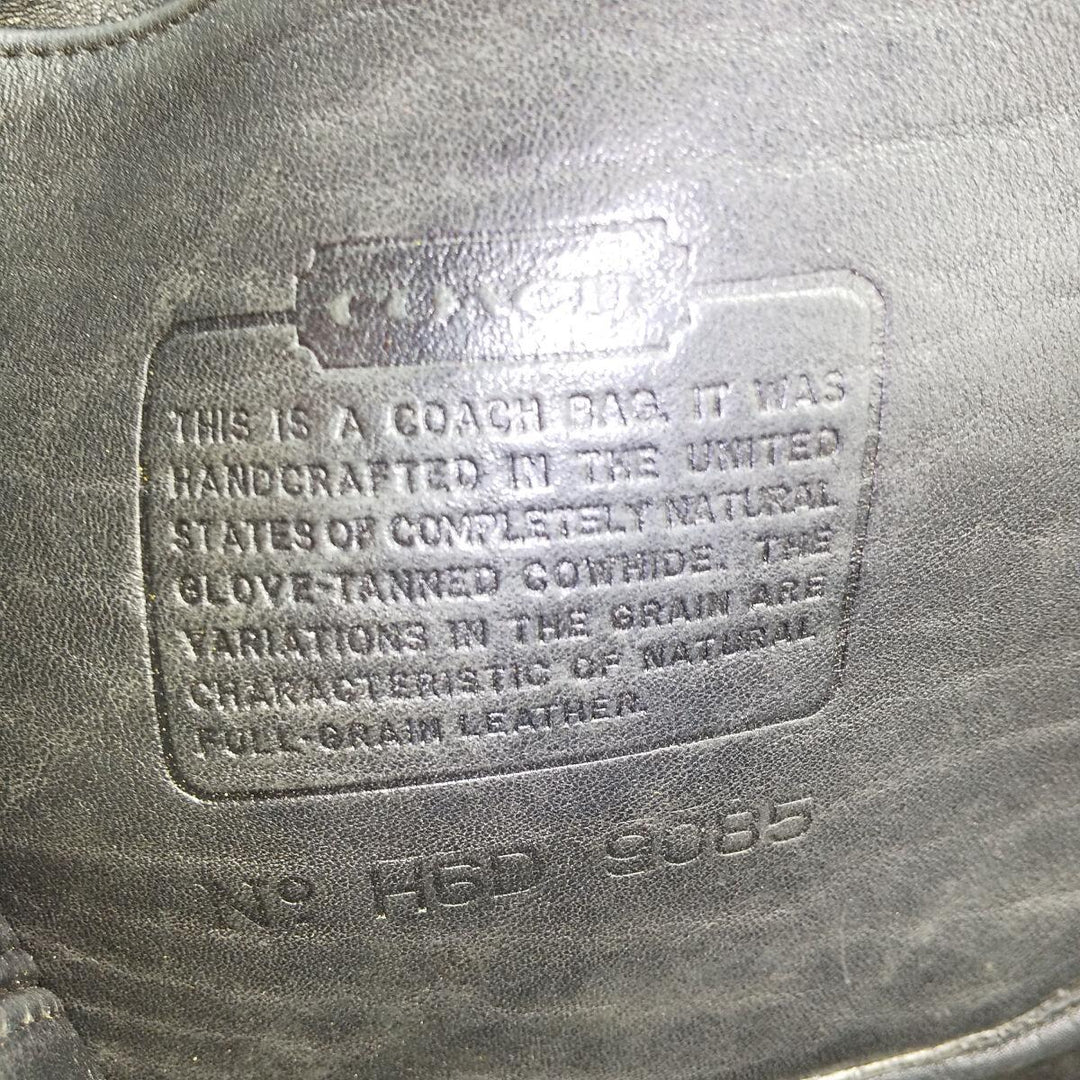 COACH
THIS IS A COACH BAG. IT WAS
HANDCRAFTED IN THE UNITED
STATES OF COMPLETELY NATURAL
GLOVE-TANNED COWHIDE. THE
VARIATIONS IN THE GRAIN ARE
CHARACTERISTIC OF NATURAL
FULL-GRAIN LEATHER.
Nº H6D 9085